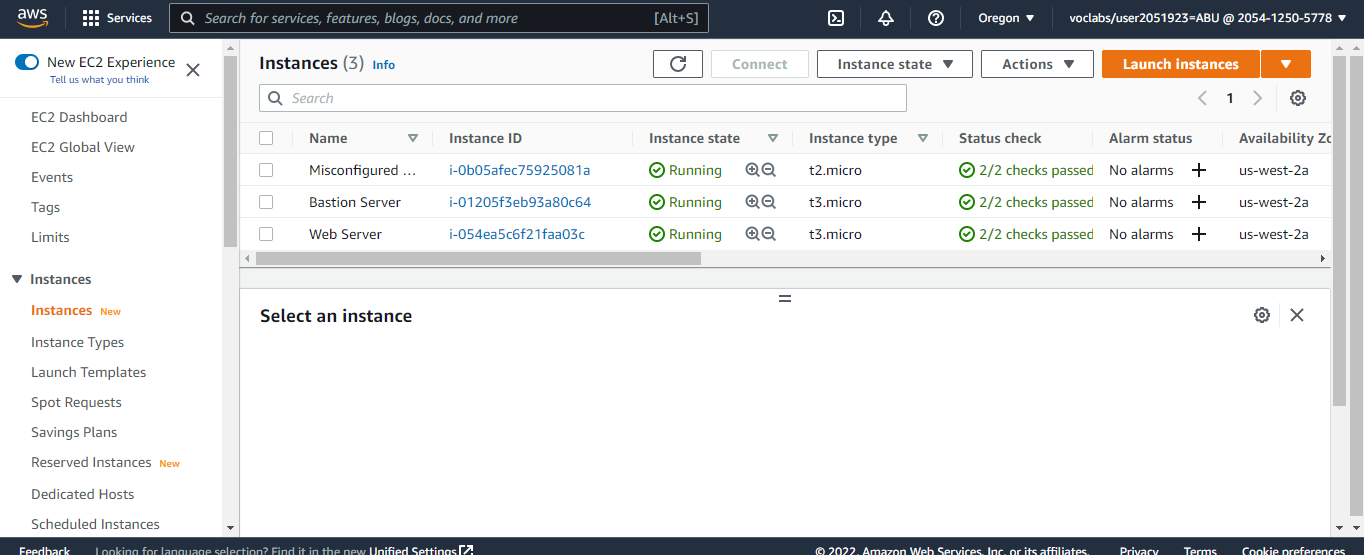 aws Services Search for services, features, blogs, docs, and more [Alt+S] Oregon voclabs/user2051923=ABU @ 2054-1250-5778
New EC2 Experience
Tell us what you think
EC2 Dashboard
EC2 Global View
Events
Tags
Limits
Instances
Instances New
Instance Types
Launch Templates
Spot Requests
Savings Plans
Reserved Instances New
Dedicated Hosts
Scheduled Instances
Instances (3) Info Connect Instance state Actions Launch instances
Search 1
Name Instance ID Instance state Instance type Status check Alarm status Availability Zo
Misconfigured ... i-0b05afec75925081a Running t2.micro 2/2 checks passed No alarms us-west-2a
Bastion Server i-01205f3eb93a80c64 Running t3.micro 2/2 checks passed No alarms us-west-2a
Web Server i-054ea5c6f21faa03c Running t3.micro 2/2 checks passed No alarms us-west-2a
Select an instance
Feedback Looking for language selection? Find it in the new Unified Settings © 2022, Amazon Web Services, Inc. or its affiliates. Privacy Terms Cookie preferences